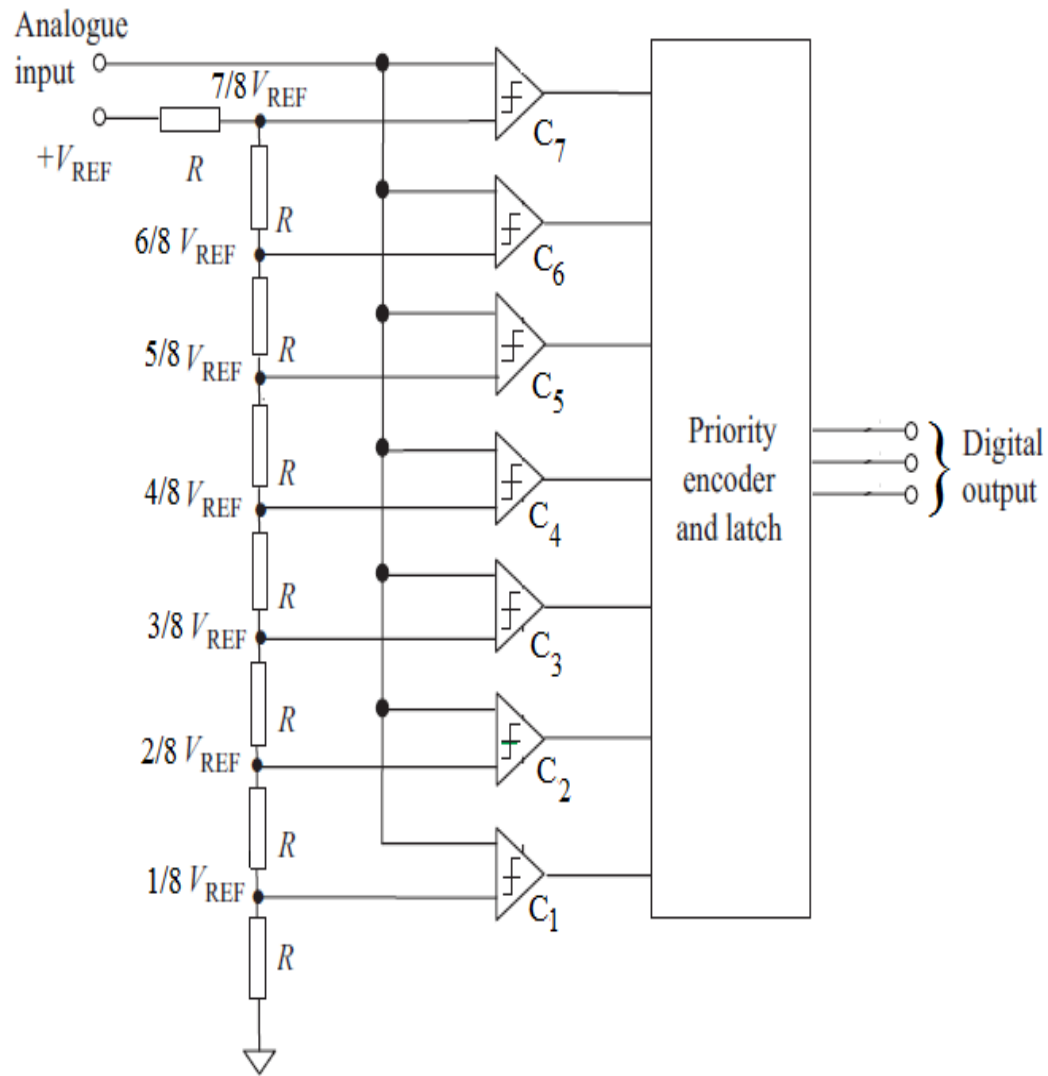 Analogue
input
7/8 VREF
+VREF
R
C7
R
6/8 VREF
C6
R
5/8 VREF
C5
R
4/8 VREF
C4
R
3/8 VREF
C3
R
2/8 VREF
C2
R
1/8 VREF
C1
R
Priority
encoder
and latch
Digital
output